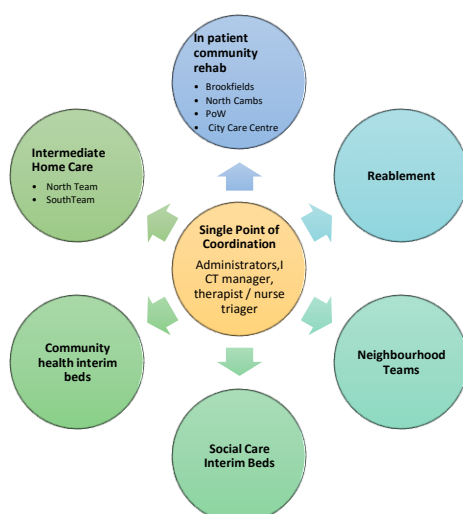 In patient
community
rehab
• Brookfields
• North Cambs
• PoW
• City Care Centre
Intermediate
Home Care
• North Team
• SouthTeam
Reablement
Single Point of
Coordination
Administrators,I
CT manager,
therapist / nurse
triager
Community
health interim
beds
Neighbourhood
Teams
Social Care
Interim Beds